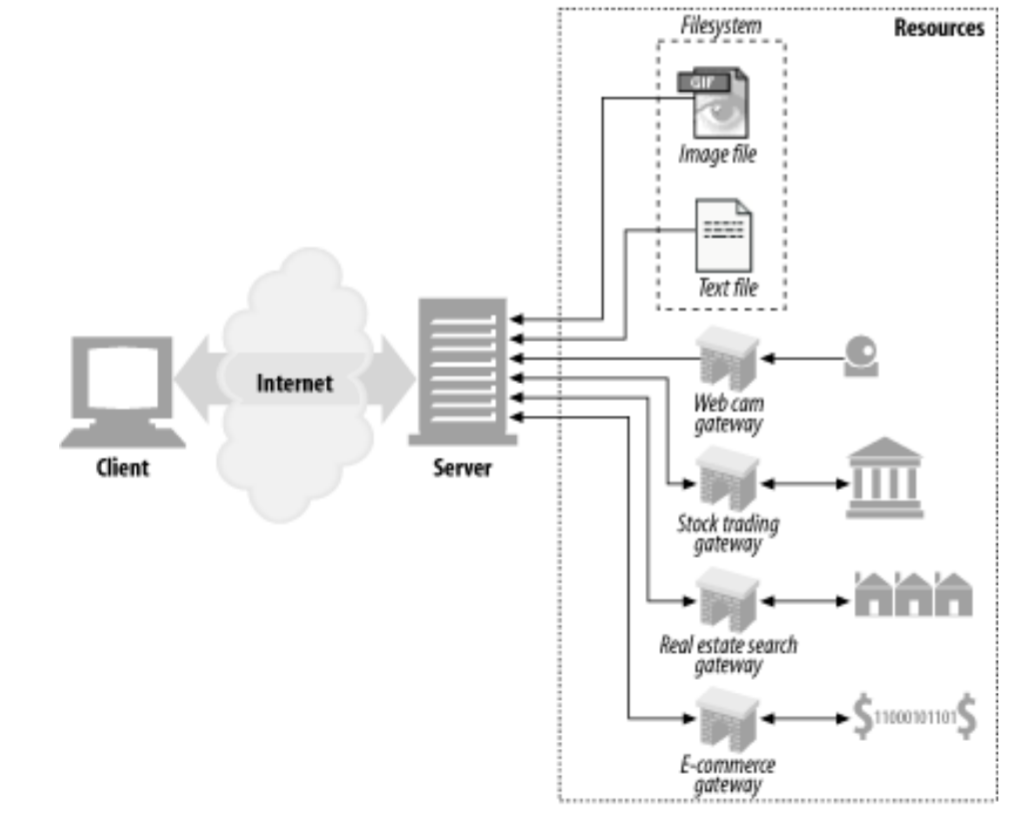 Filesystem
Resources
GIF
Image file
Text file
Internet
Client
Server
Web cam
gateway
Stock trading
gateway
Real estate search
gateway
$11000101101$
E-commerce
gateway